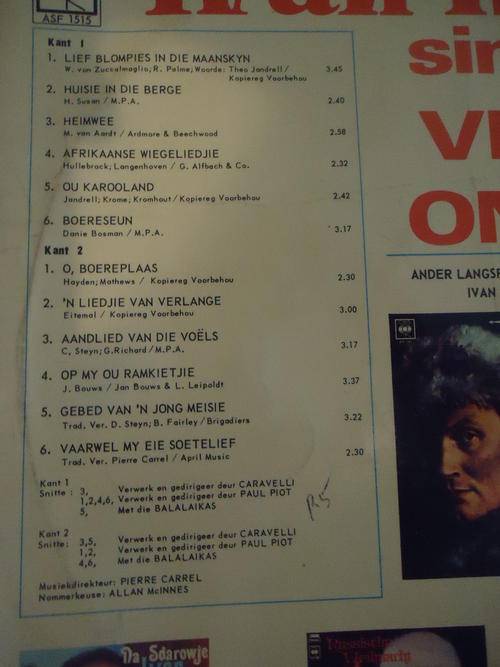 ASF 1515
Kant 1
1. LIEF BLOMPIES IN DIE MAANSKYN
W. van Zuccalmaglio; R. Palme; Woorde: Theo Jandrell / 3.45
Kopiereg Voorbehou
2. HUISIE IN DIE BERGE
H. Susan / M.P.A. 2.40
3. HEIMWEE
M. van Aardt / Ardmore & Beechwood 2.58
4. AFRIKAANSE WIEGELIEDJIE
Hullebrock; Langenhoven / G. Alfbach & Co. 2.32
5. OU KAROOLAND
Jandrell; Krome; Kromhout / Kopiereg Voorbehou 2.42
6. BOERESEUN
Danie Bosman / M.P.A. 3.17
Kant 2
1. O, BOEREPLAAS
Hayden; Mathews / Kopiereg Voorbehou 2.30
2. 'N LIEDJIE VAN VERLANGE
Eitemal / Kopiereg Voorbehou 3.00
3. AANDLIED VAN DIE VOËLS
C. Steyn; G.Richard / M.P.A. 3.17
4. OP MY OU RAMKIETJIE
J. Bouws / Jan Bouws & L. Leipoldt 3.37
5. GEBED VAN 'N JONG MEISIE
Trad. Ver. D. Steyn; B. Fairley / Brigadiers 3.22
6. VAARWEL MY EIE SOETELIEF
Trad. Ver. Pierre Carrel / April Music 2.30
Kant 1
Snitte : 3, Verwerk en gedirigeer deur CARAVELLI
1,2,4,6, Verwerk en gedirigeer deur PAUL PIOT
5, Met die BALALAIKAS
R5
Kant 2
Snitte: 3,5, Verwerk en gedirigeer deur CARAVELLI
1,2, Verwerk en gedirigeer deur PAUL PIOT
4,6, Met die BALALAIKAS
Musiekdirekteur: PIERRE CARREL
Nommerkeuse: ALLAN McINNES
sin
VI
ON
ANDER LANGSP
IVAN
Da Sdarowje